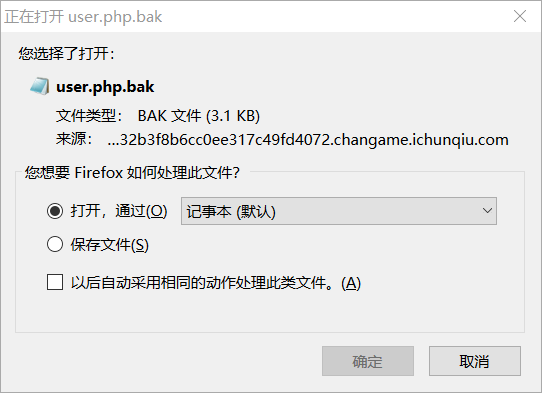 正在打开 user.php.bak
您选择了打开：
user.php.bak
文件类型： BAK 文件 (3.1 KB)
来源： ...32b3f8b6cc0ee317c49fd4072.changame.ichunqiu.com
您想要 Firefox 如何处理此文件？
打开，通过(O) 记事本 (默认)
保存文件(S)
以后自动采用相同的动作处理此类文件。(A)
确定 取消